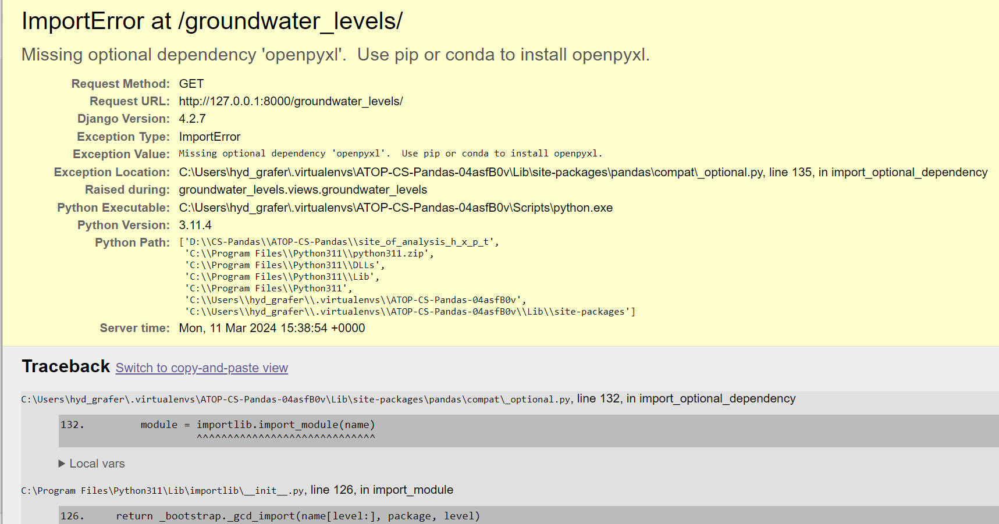 ImportError at /groundwater_levels/
Missing optional dependency 'openpyxl'.  Use pip or conda to install openpyxl.
Request Method: GET
Request URL: http://127.0.0.1:8000/groundwater_levels/
Django Version: 4.2.7
Exception Type: ImportError
Exception Value: Missing optional dependency 'openpyxl'.  Use pip or conda to install openpyxl.
Exception Location: C:\Users\hyd_grafer\.virtualenvs\ATOP-CS-Pandas-04asfB0v\Lib\site-packages\pandas\compat\_optional.py, line 135, in import_optional_dependency
Raised during: groundwater_levels.views.groundwater_levels
Python Executable: C:\Users\hyd_grafer\.virtualenvs\ATOP-CS-Pandas-04asfB0v\Scripts\python.exe
Python Version: 3.11.4
Python Path: ['D:\\CS-Pandas\\ATOP-CS-Pandas\\site_of_analysis_h_x_p_t',
'C:\\Program Files\\Python311\\python311.zip',
'C:\\Program Files\\Python311\\DLLs',
'C:\\Program Files\\Python311\\Lib',
'C:\\Program Files\\Python311',
'C:\\Users\\hyd_grafer\\.virtualenvs\\ATOP-CS-Pandas-04asfB0v',
'C:\\Users\\hyd_grafer\\.virtualenvs\\ATOP-CS-Pandas-04asfB0v\\Lib\\site-packages']
Server time: Mon, 11 Mar 2024 15:38:54 +0000
Traceback Switch to copy-and-paste view
C:\Users\hyd_grafer\.virtualenvs\ATOP-CS-Pandas-04asfB0v\Lib\site-packages\pandas\compat\_optional.py, line 132, in import_optional_dependency
132. module = importlib.import_module(name)
^^^^^^^^^^^^^^^^^^^^^^^^^^^^^
▶ Local vars
C:\Program Files\Python311\Lib\importlib\__init__.py, line 126, in import_module
126. return _bootstrap._gcd_import(name[level:], package, level)